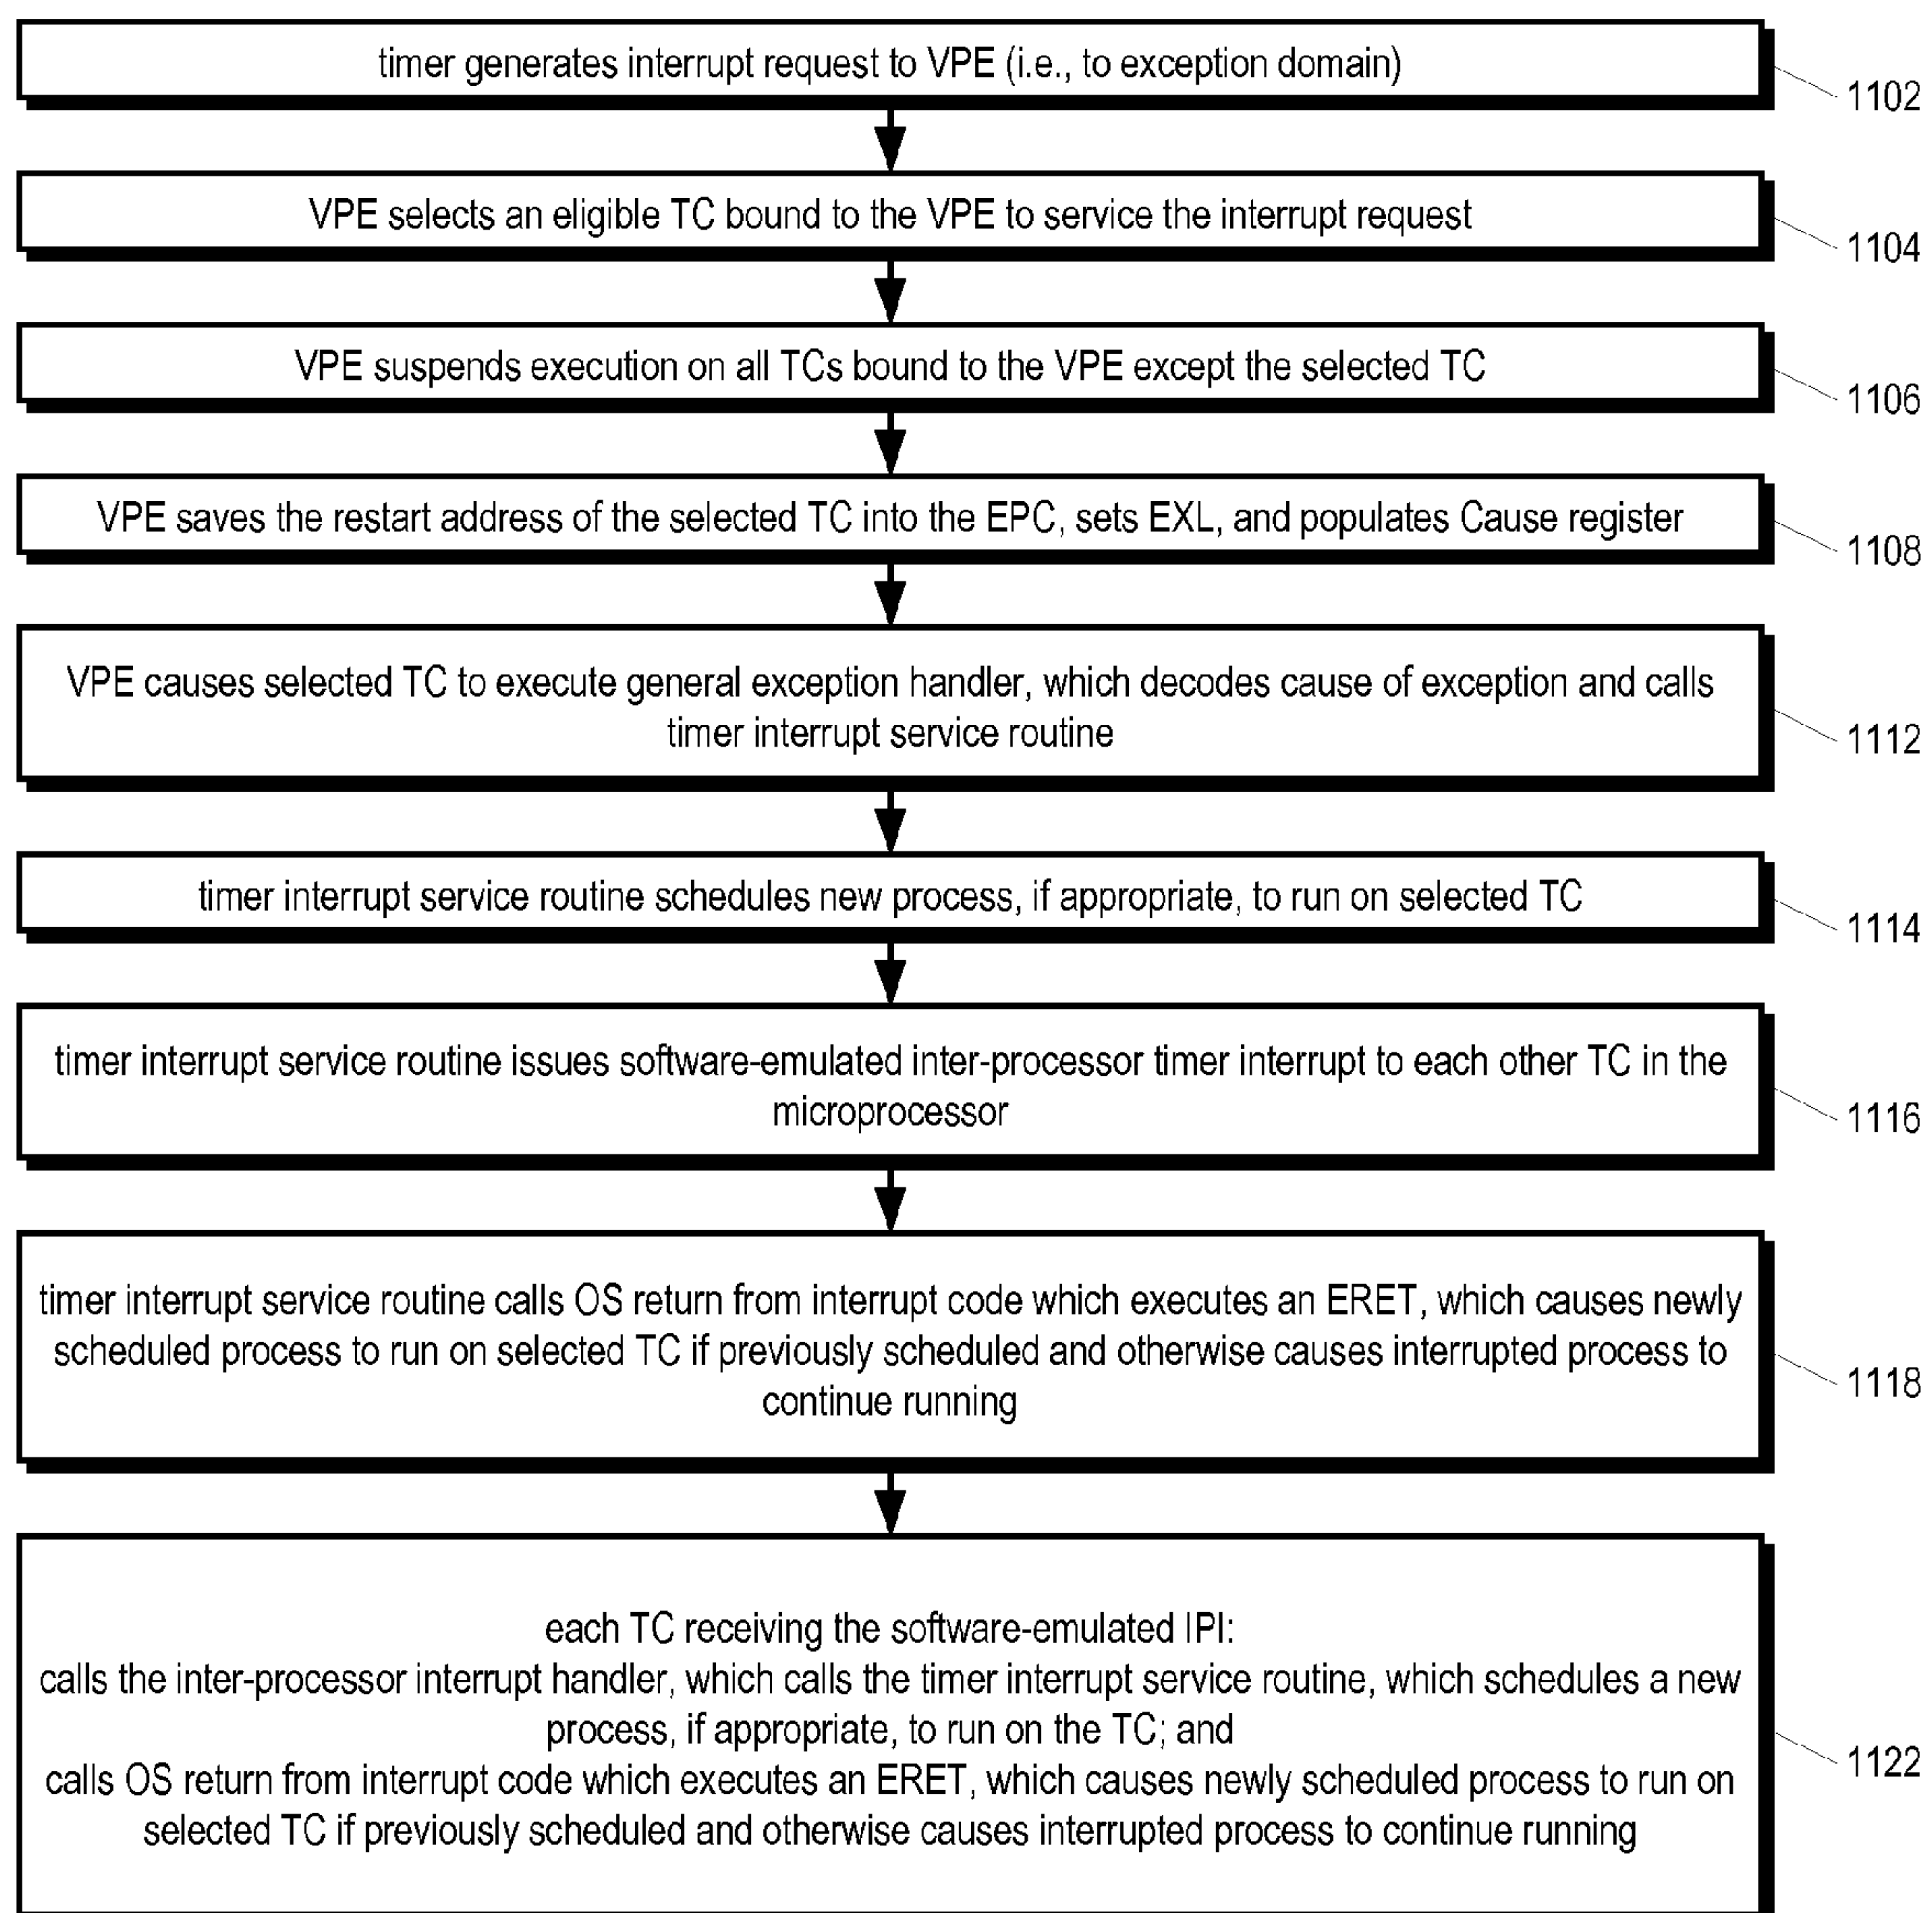 timer generates interrupt request to VPE (i.e., to exception domain)
1102
VPE selects an eligible TC bound to the VPE to service the interrupt request
1104
VPE suspends execution on all TCs bound to the VPE except the selected TC
1106
VPE saves the restart address of the selected TC into the EPC, sets EXL, and populates Cause register
1108
VPE causes selected TC to execute general exception handler, which decodes cause of exception and calls
timer interrupt service routine
1112
timer interrupt service routine schedules new process, if appropriate, to run on selected TC
1114
timer interrupt service routine issues software-emulated inter-processor timer interrupt to each other TC in the
microprocessor
1116
timer interrupt service routine calls OS return from interrupt code which executes an ERET, which causes newly
scheduled process to run on selected TC if previously scheduled and otherwise causes interrupted process to
continue running
1118
each TC receiving the software-emulated IPI:
calls the inter-processor interrupt handler, which calls the timer interrupt service routine, which schedules a new
process, if appropriate, to run on the TC; and
calls OS return from interrupt code which executes an ERET, which causes newly scheduled process to run on
selected TC if previously scheduled and otherwise causes interrupted process to continue running
1122